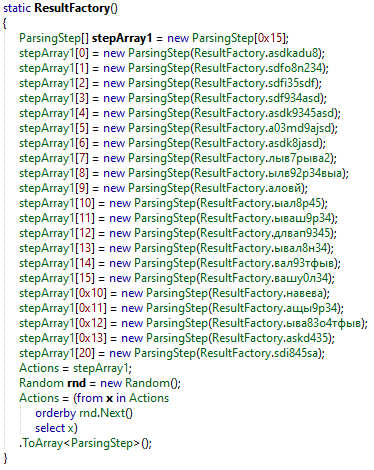 static ResultFactory()
{
ParsingStep[] stepArray1 = new ParsingStep[0x15];
stepArray1[0] = new ParsingStep(ResultFactory.asdkadu8);
stepArray1[1] = new ParsingStep(ResultFactory.sdfo8n234);
stepArray1[2] = new ParsingStep(ResultFactory.sdfi35sdf);
stepArray1[3] = new ParsingStep(ResultFactory.sdf934asd);
stepArray1[4] = new ParsingStep(ResultFactory.asdk9345asd);
stepArray1[5] = new ParsingStep(ResultFactory.a03md9ajsd);
stepArray1[6] = new ParsingStep(ResultFactory.asdk8jasd);
stepArray1[7] = new ParsingStep(ResultFactory.лыв7рыва2);
stepArray1[8] = new ParsingStep(ResultFactory.ылв92р34выа);
stepArray1[9] = new ParsingStep(ResultFactory.аловй);
stepArray1[10] = new ParsingStep(ResultFactory.ыал8р45);
stepArray1[11] = new ParsingStep(ResultFactory.ываш9р34);
stepArray1[12] = new ParsingStep(ResultFactory.длвап9345);
stepArray1[13] = new ParsingStep(ResultFactory.ывал8н34);
stepArray1[14] = new ParsingStep(ResultFactory.вал93тфыв);
stepArray1[15] = new ParsingStep(ResultFactory.вашу0л34);
stepArray1[0x10] = new ParsingStep(ResultFactory.навева);
stepArray1[0x11] = new ParsingStep(ResultFactory.ащы9р34);
stepArray1[0x12] = new ParsingStep(ResultFactory.ыва83о4тфыв);
stepArray1[0x13] = new ParsingStep(ResultFactory.askd435);
stepArray1[20] = new ParsingStep(ResultFactory.sdi845sa);
Actions = stepArray1;
Random rnd = new Random();
Actions = (from x in Actions
orderby rnd.Next()
select x)
.ToArray<ParsingStep>();
}